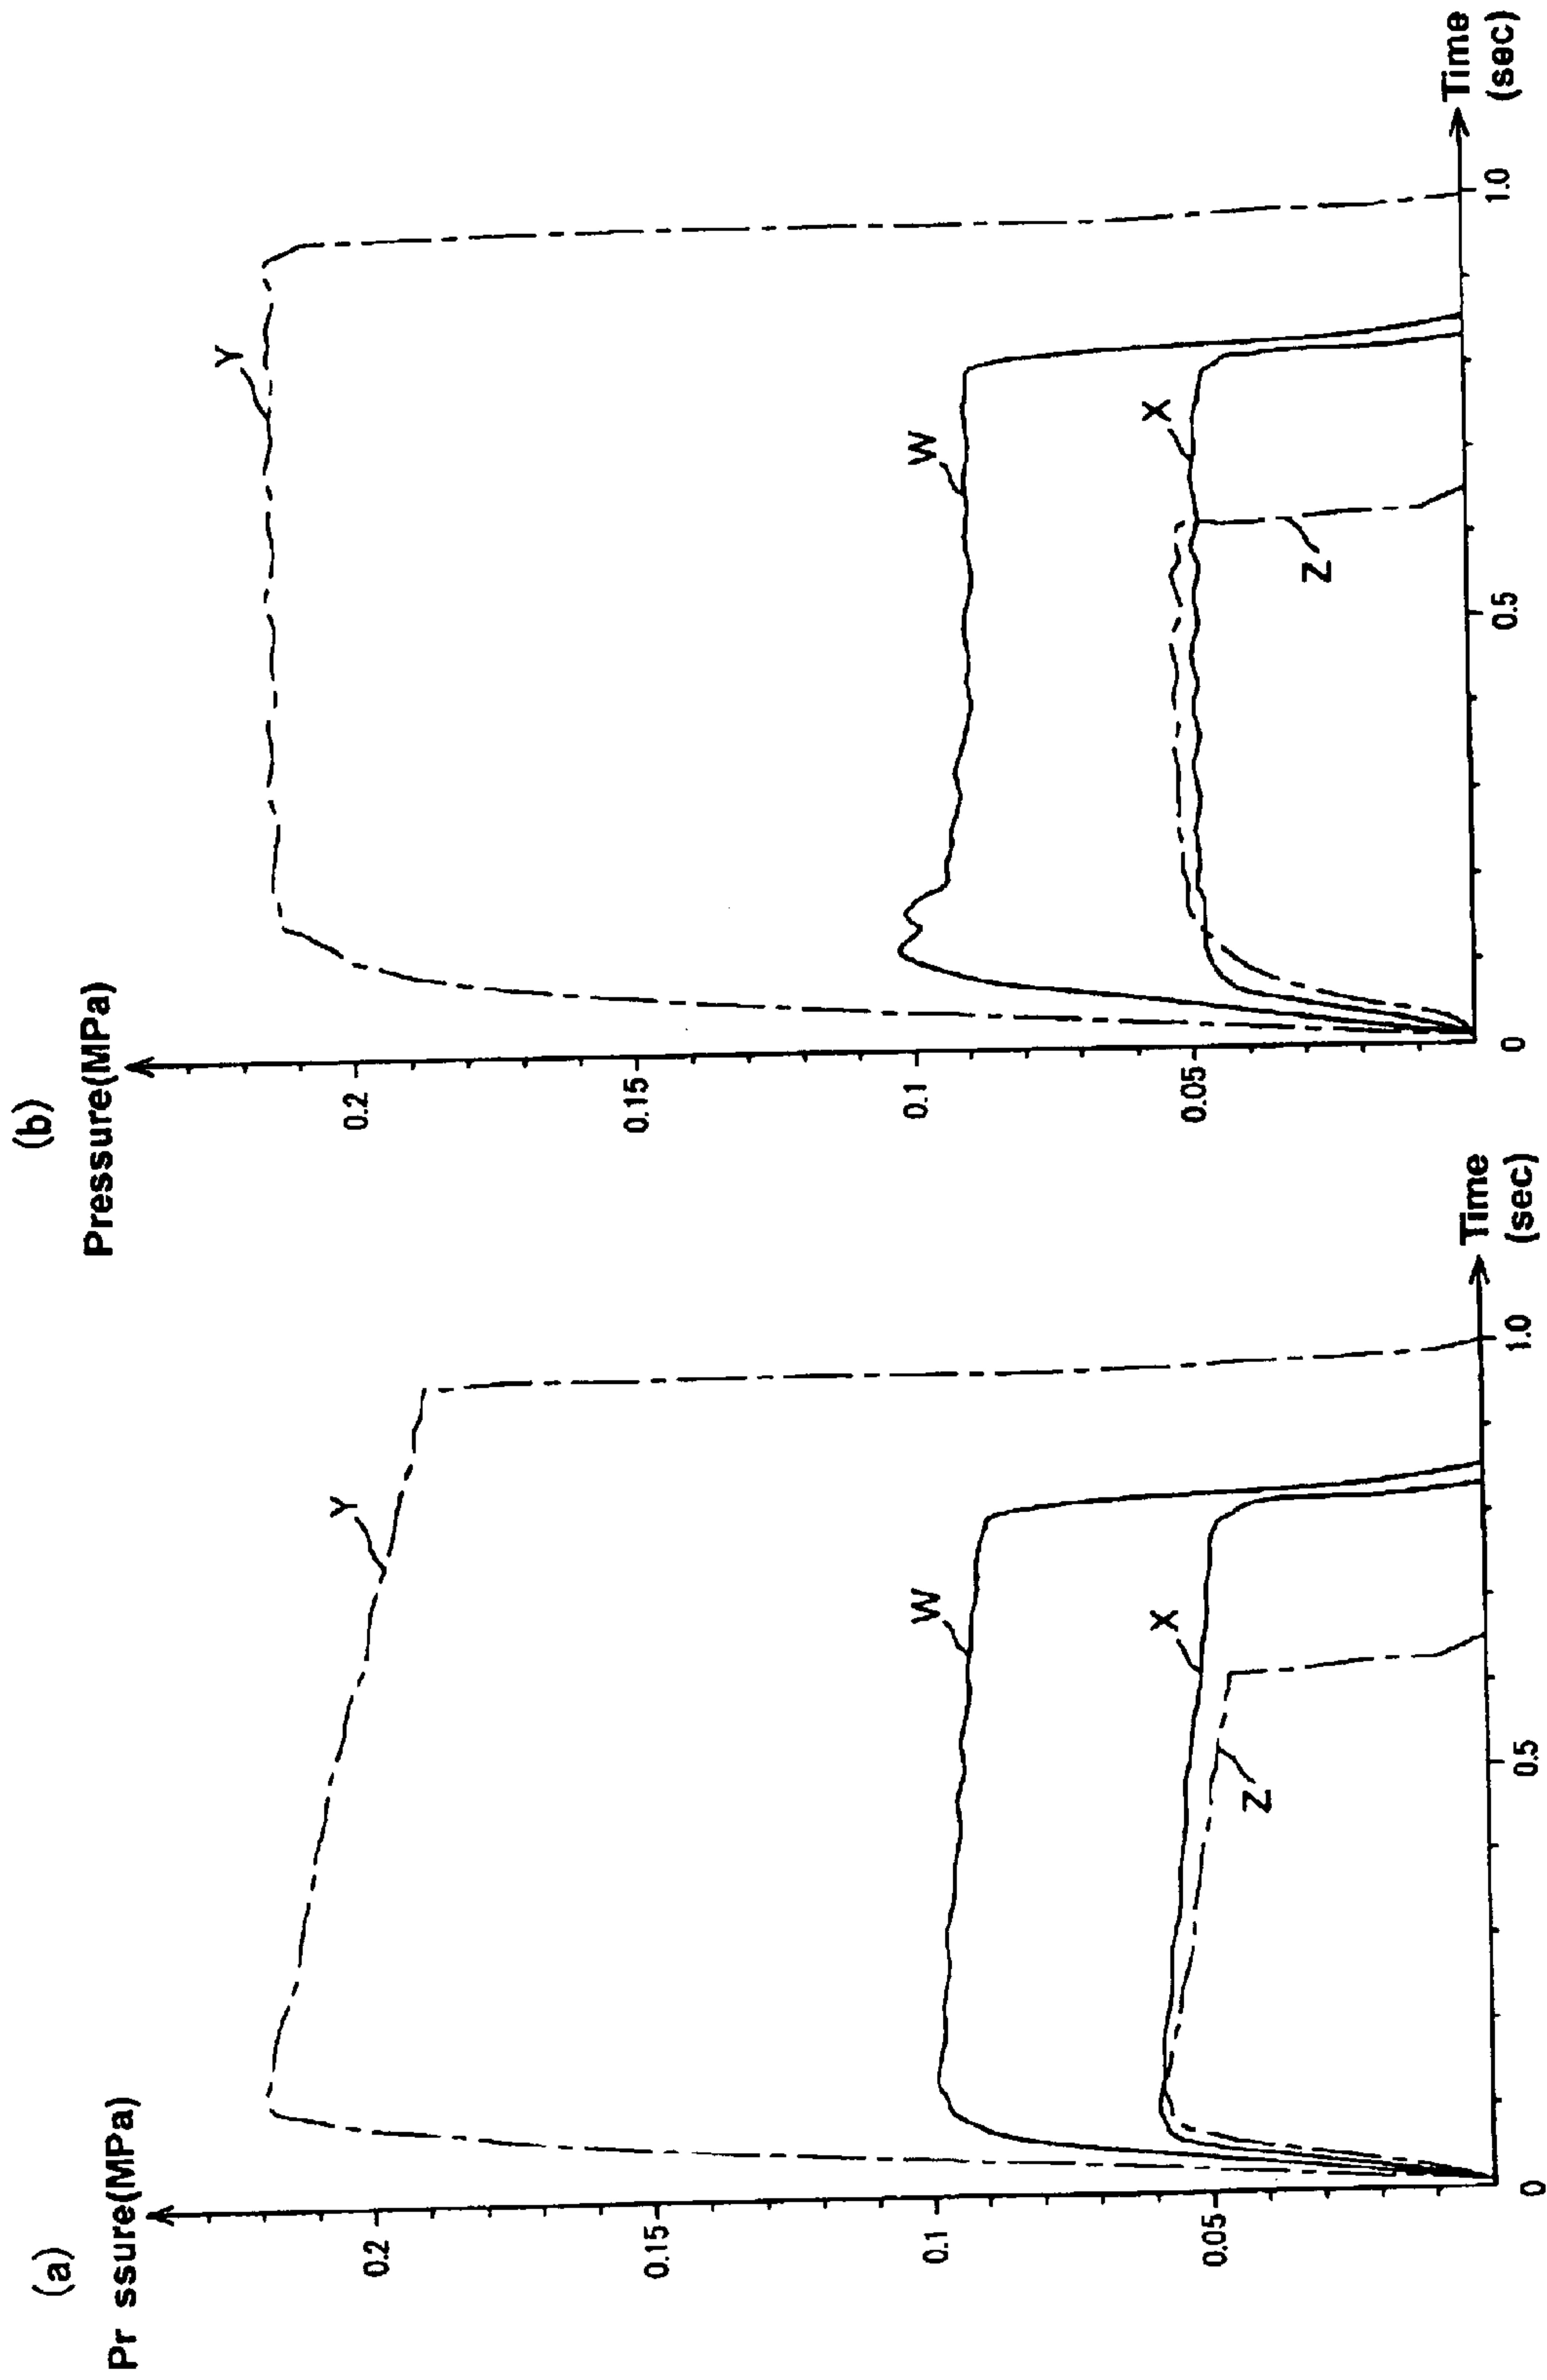 (a)
Pr ssure(MPa)
0.2
0.15
0.1
0.05
0
0.5
1.0
Time
(sec)
Y
W
X
Z
(b)
Pressure(MPa)
0.2
0.15
0.1
0.05
0
0.5
1.0
Time
(sec)
Y
W
X
Z